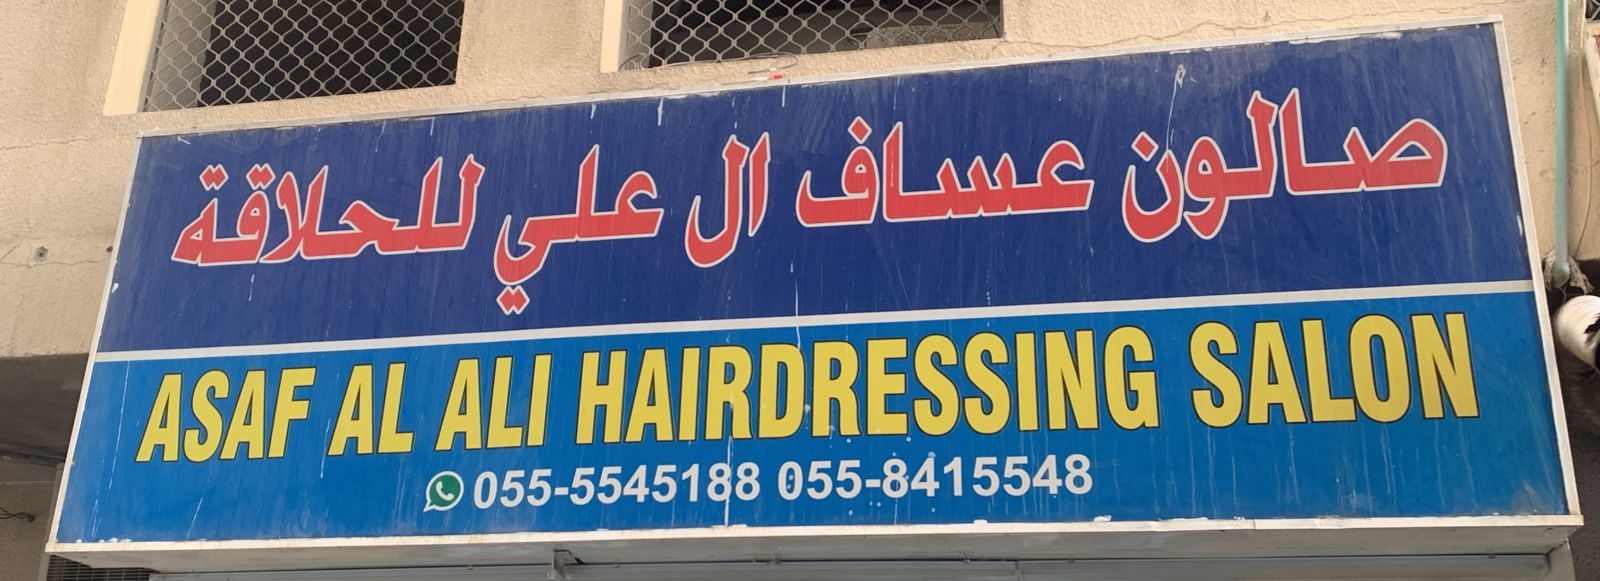 صالون عساف ال علي للحلاقة
ASAF AL ALI HAIRDRESSING SALON
055-5545188 055-8415548